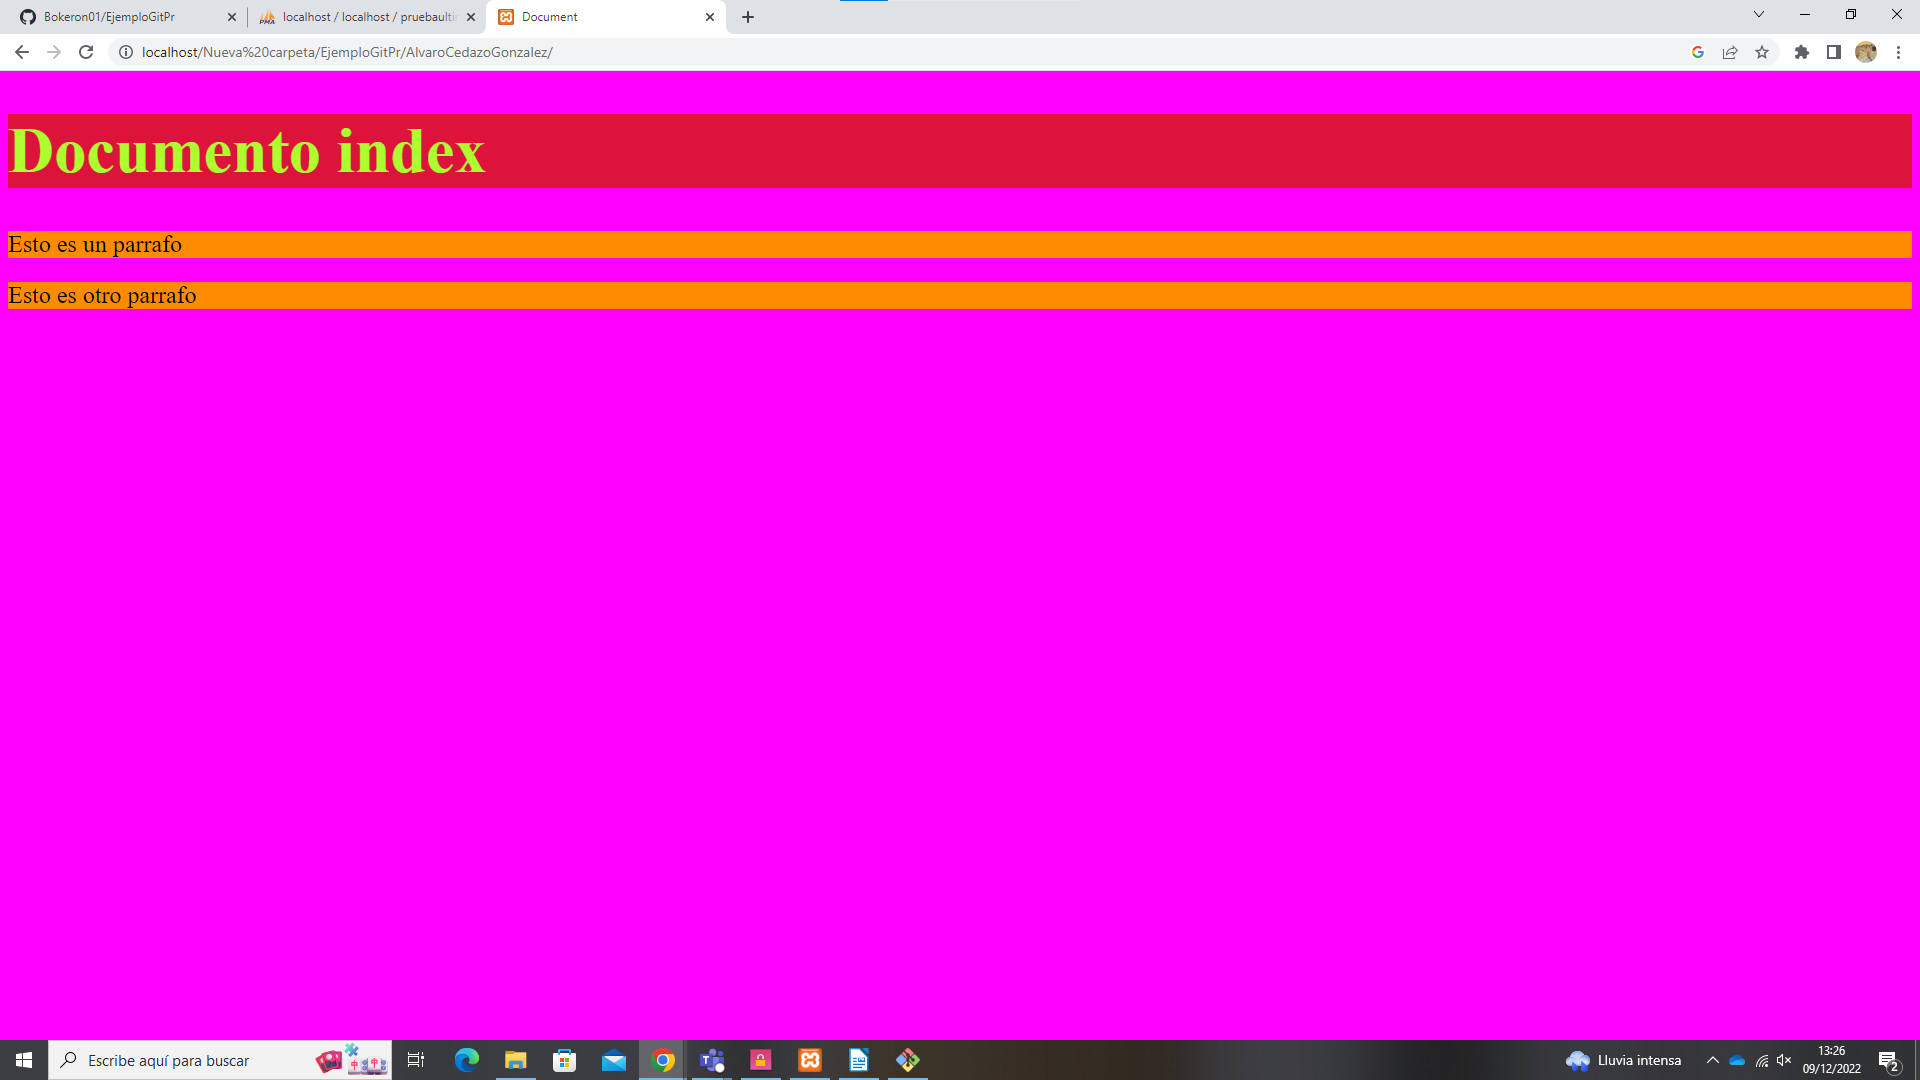 Bokeron01/EjemploGitPr
localhost / localhost / pruebaulti
Document
localhost/Nueva%20carpeta/EjemploGitPr/AlvaroCedazoGonzalez/
Documento index
Esto es un parrafo
Esto es otro parrafo
Escribe aquí para buscar
Lluvia intensa
13:26
09/12/2022
2